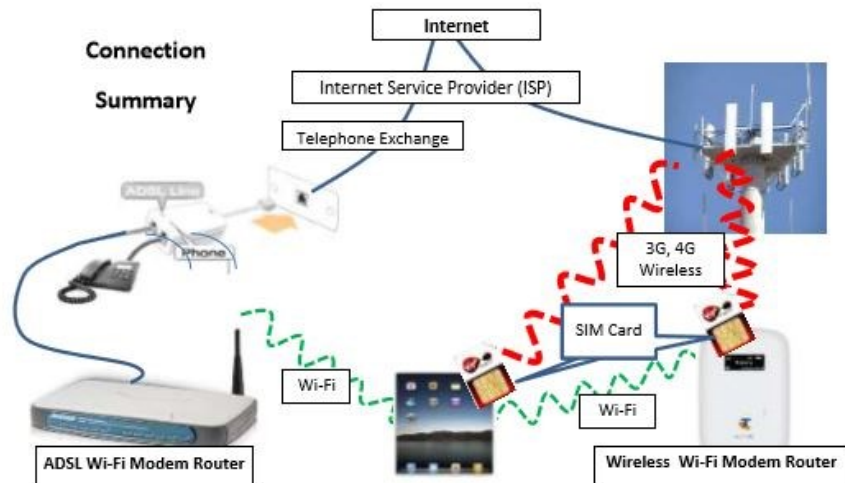 Internet
Connection
Summary
Internet Service Provider (ISP)
Telephone Exchange
ADSL Line
Phone
3G, 4G
Wireless
SIM Card
Wi-Fi
Wi-Fi
ADSL Wi-Fi Modem Router
Wireless Wi-Fi Modem Router